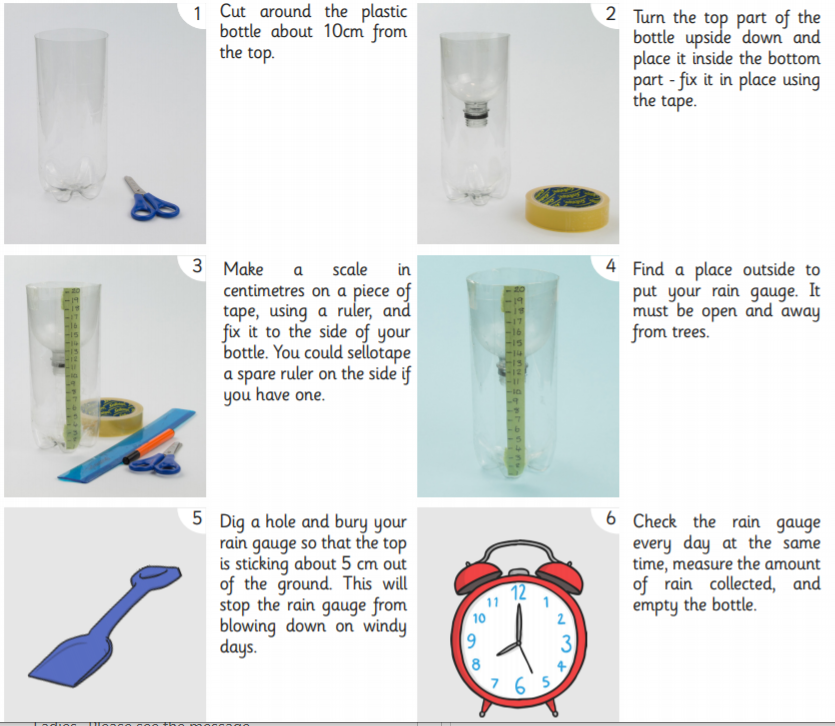 1
Cut around the plastic
bottle about 10cm from
the top.
2
Turn the top part of the
bottle upside down and
place it inside the bottom
part - fix it in place using
the tape.
3
Make a scale in
centimetres on a piece of
tape, using a ruler, and
fix it to the side of your
bottle. You could sellotape
a spare ruler on the side if
you have one.
4
Find a place outside to
put your rain gauge. It
must be open and away
from trees.
5
Dig a hole and bury your
rain gauge so that the top
is sticking about 5 cm out
of the ground. This will
stop the rain gauge from
blowing down on windy
days.
6
Check the rain gauge
every day at the same
time, measure the amount
of rain collected, and
empty the bottle.
12
1
2
3
4
5
6
7
8
9
10
11